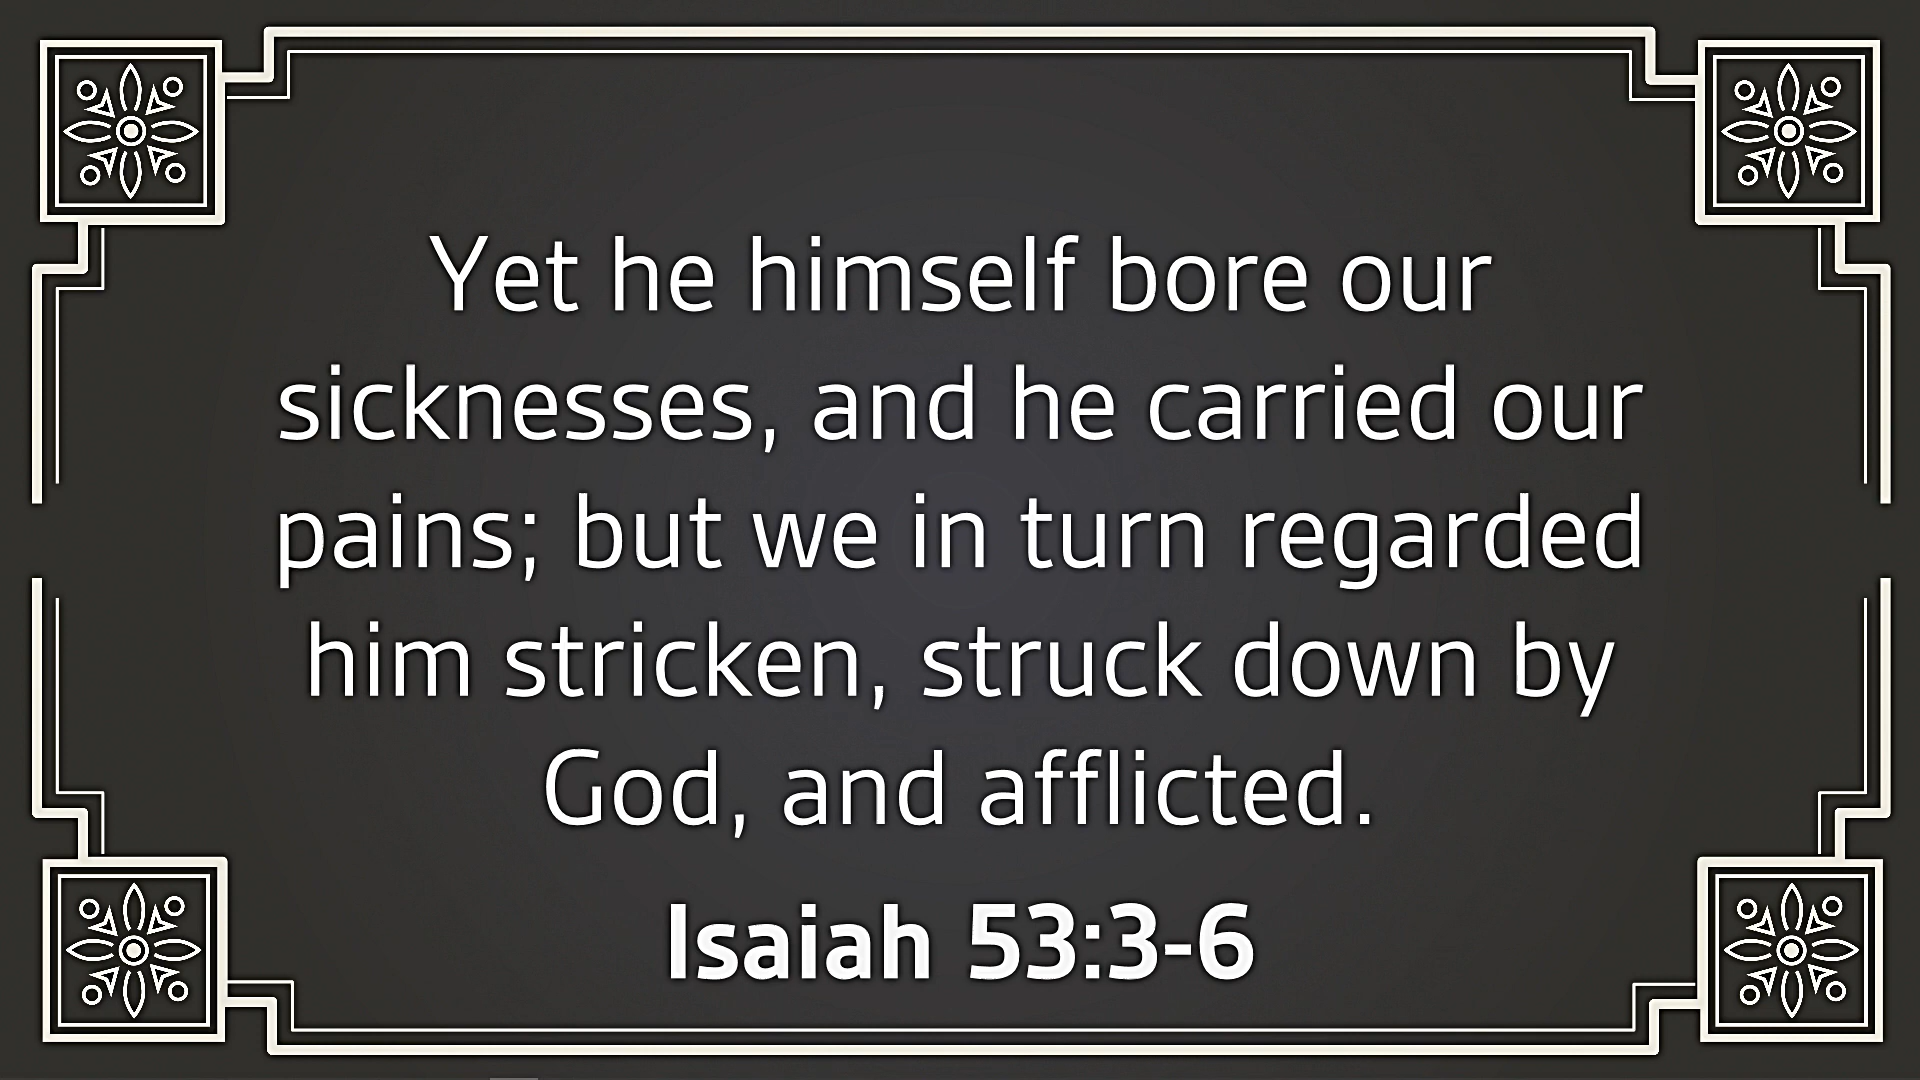 Yet he himself bore our
sicknesses, and he carried our
pains; but we in turn regarded
him stricken, struck down by
God, and afflicted.
Isaiah 53:3-6